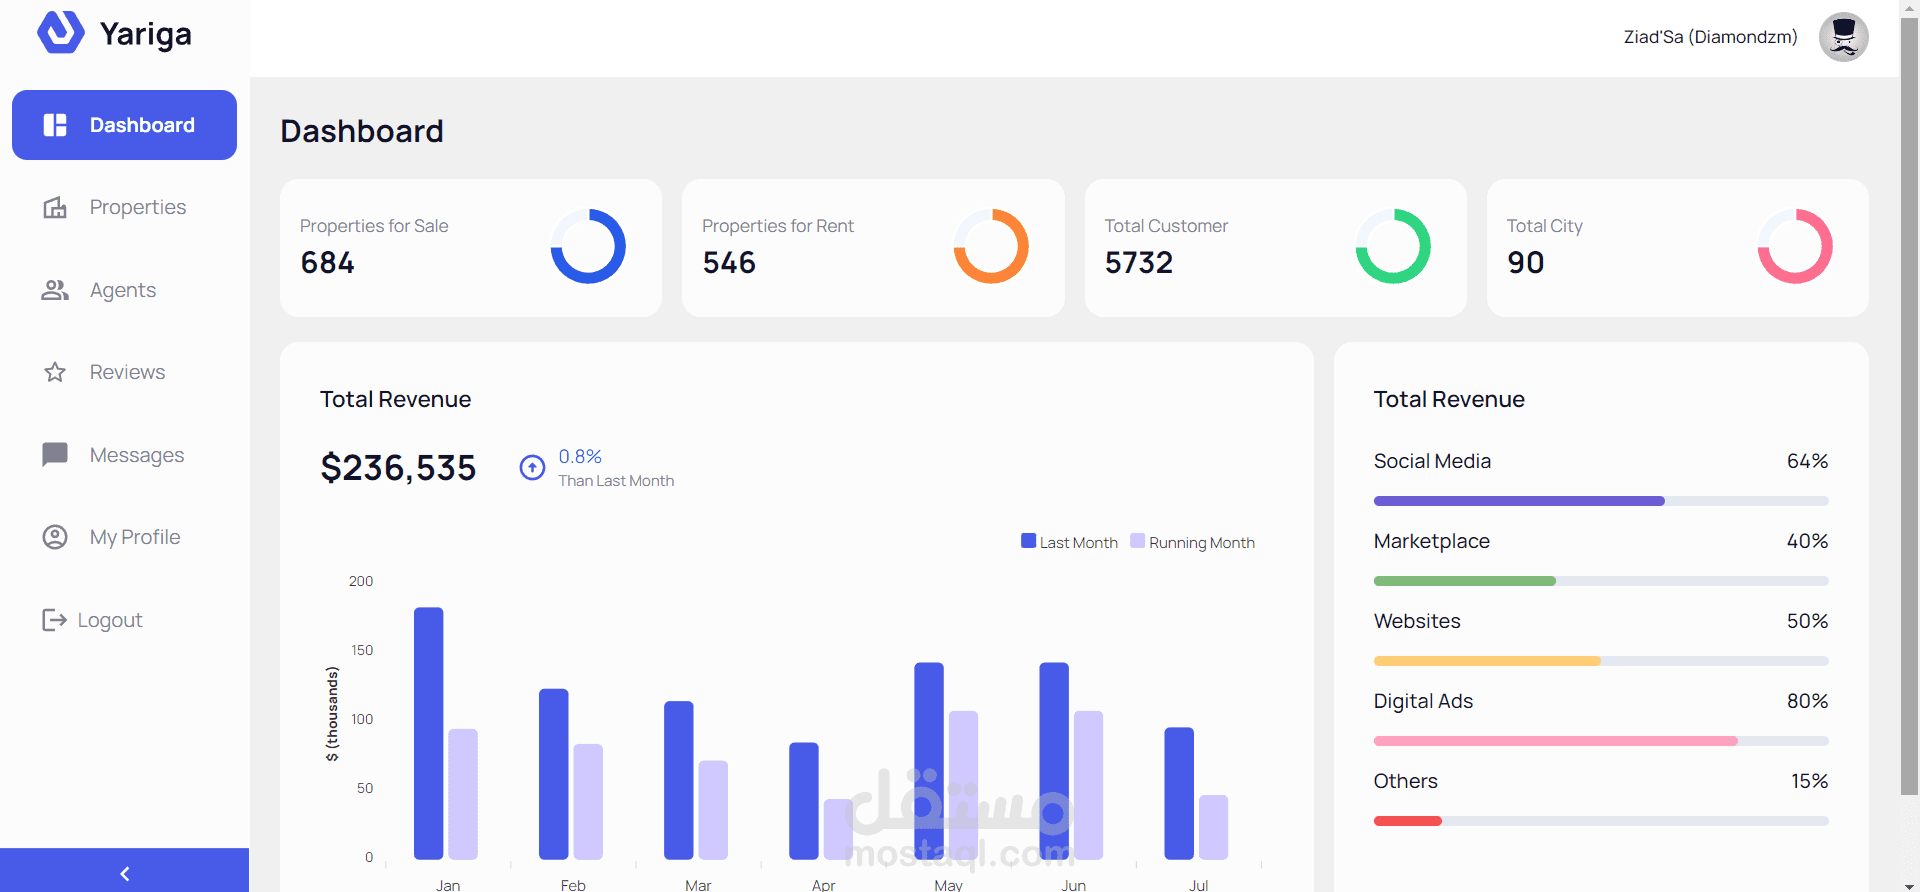 Yariga
Ziad'Sa (Diamondzm)
Dashboard
Properties
Agents
Reviews
Messages
My Profile
Logout
Dashboard
Properties for Sale
684
Properties for Rent
546
Total Customer
5732
Total City
90
Total Revenue
$236,535
0.8%
Than Last Month
Last Month
Running Month
$ (thousands)
200
150
100
50
0
Jan
Feb
Mar
Apr
May
Jun
Jul
مستقل
mostaql.com
Total Revenue
Social Media 64%
Marketplace 40%
Websites 50%
Digital Ads 80%
Others 15%